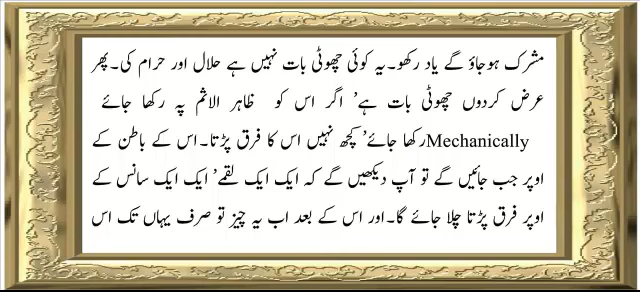 مشرک ہوجاؤ گے یاد رکھو۔یہ کوئی چھوٹی بات نہیں ہے حلال اور حرام کی۔پھر
عرض کردوں چھوٹی بات ہے’ اگر اس کو ظاہر الاثم پہ رکھا جائے
Mechanicallyرکھا جائے’ کچھ نہیں اس کا فرق پڑتا۔اس کے باطن کے
اوپر جب جائیں گے تو آپ دیکھیں گے کہ ایک ایک لقمے’ ایک ایک سانس کے
اوپر فرق پڑتا چلا جائے گا۔اور اس کے بعد اب یہ چیز تو صرف یہاں تک اس